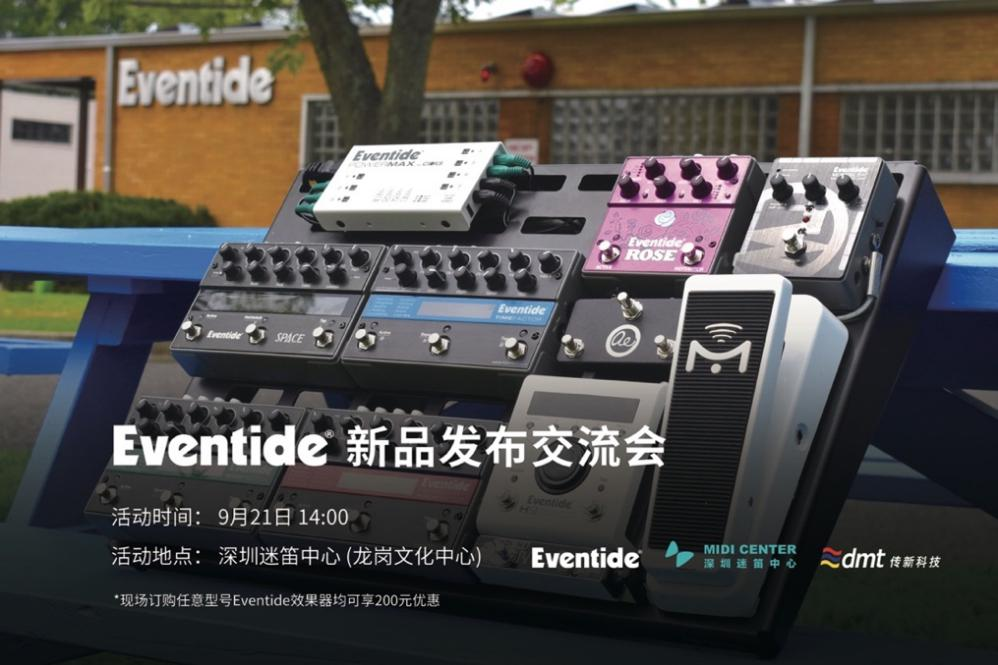 Eventide
Eventide
POWERMAX
Eventide
ROSE
Eventide
Eventide
SPACE
Eventide
TIMEFACTOR
ae
Eventide
Eventide
H9
Eventide® 新品发布交流会
活动时间： 9月21日 14:00
活动地点： 深圳迷笛中心 (龙岗文化中心)
Eventide®
MIDI CENTER
深圳迷笛中心
dmt 传新科技
*现场订购任意型号Eventide效果器均可享200元优惠